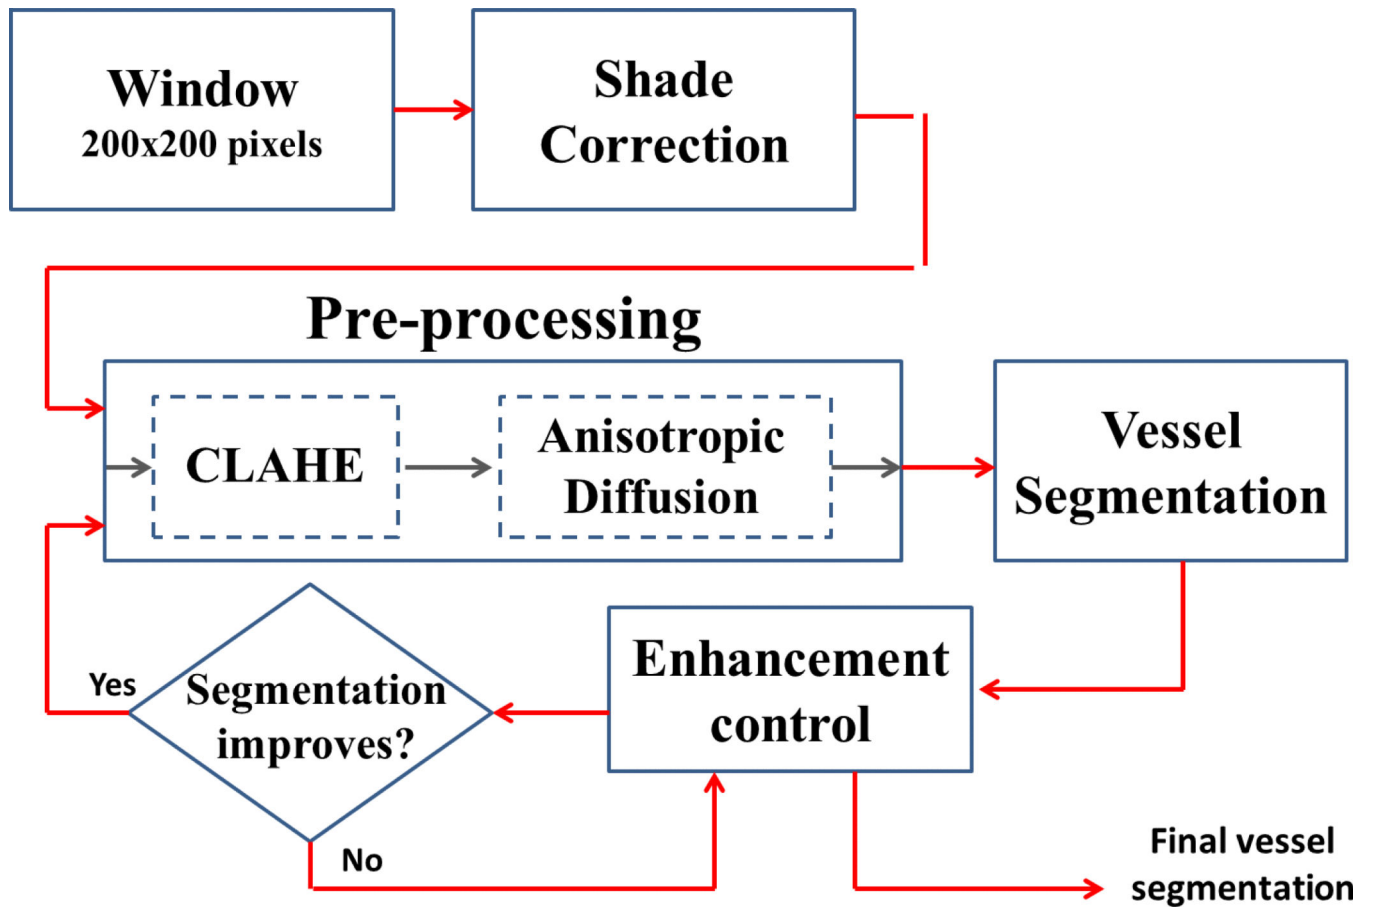 Window
200x200 pixels
Shade
Correction
Pre-processing
CLAHE
Anisotropic
Diffusion
Vessel
Segmentation
Enhancement
control
Segmentation
improves?
Yes
No
Final vessel
segmentation